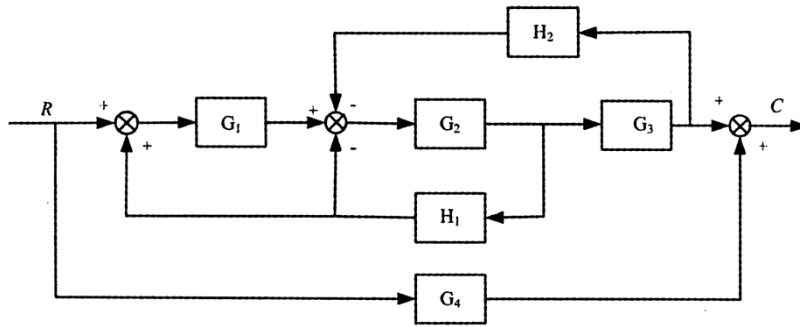 H₂
R
+
+
G₁
+
-
-
G₂
G₃
+
+
C
H₁
G₄